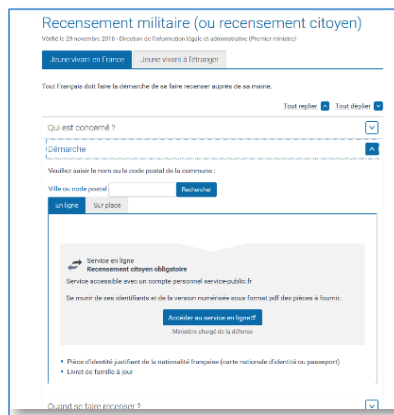 Recensement militaire (ou recensement citoyen)
Vérifié le 29 novembre 2016 - Direction de l'information légale et administrative (Premier ministre)
Jeune vivant en France Jeune vivant à l'étranger
Tout Français doit faire la démarche de se faire recenser auprès de sa mairie.
Tout replier Tout déplier
Qui est concerné ?
Démarche
Veuillez saisir le nom ou le code postal de la commune :
Ville ou code postal Rechercher
En ligne Sur place
Service en ligne
Recensement citoyen obligatoire
Service accessible avec un compte personnel service-public.fr
Se munir de ses identifiants et de la version numérisée sous format pdf des pièces à fournir.
Accéder au service en ligne
Ministère chargé de la défense
• Pièce d'identité justifiant de la nationalité française (carte nationale d'identité ou passeport)
• Livret de famille à jour
Quand se faire recenser ?